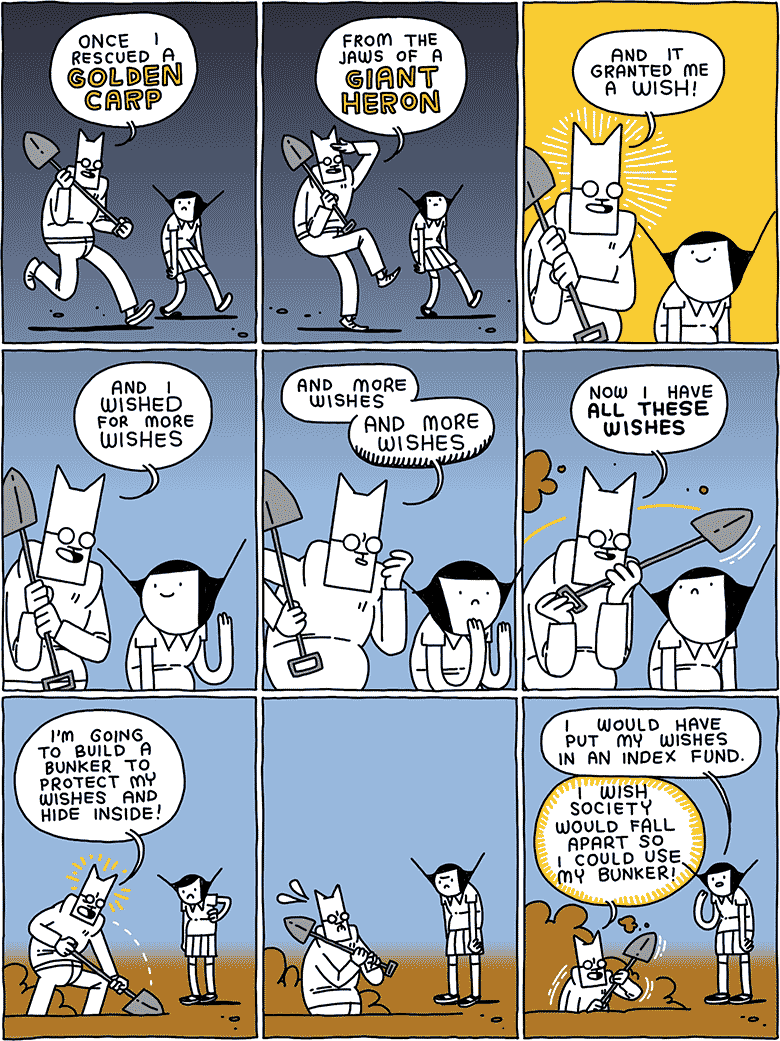 ONCE I
RESCUED A
GOLDEN
CARP
FROM THE
JAWS OF A
GIANT
HERON
AND IT
GRANTED ME
A WISH!
AND I
WISHED
FOR MORE
WISHES
AND MORE
WISHES
AND MORE
WISHES
NOW I HAVE
ALL THESE
WISHES
I'M GOING
TO BUILD A
BUNKER TO
PROTECT MY
WISHES AND
HIDE INSIDE!
I WOULD HAVE
PUT MY WISHES
IN AN INDEX FUND.
I WISH
SOCIETY
WOULD FALL
APART SO
I COULD USE
MY BUNKER!